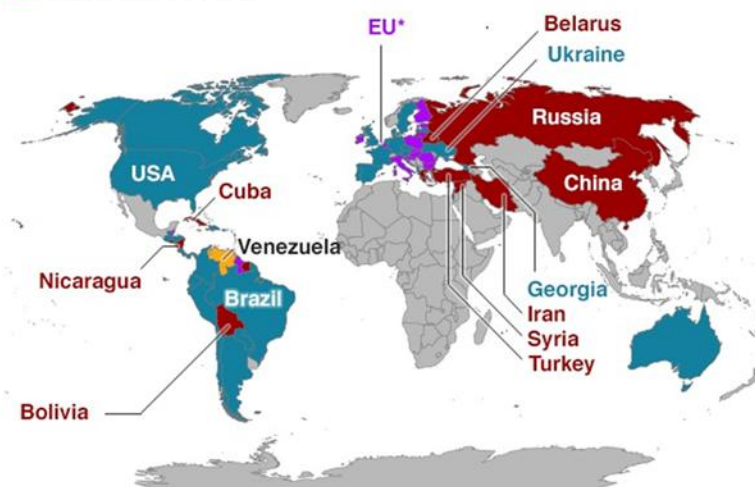 Belarus
EU*
Ukraine
Russia
USA
China
Cuba
Venezuela
Nicaragua
Georgia
Brazil
Iran
Syria
Turkey
Bolivia